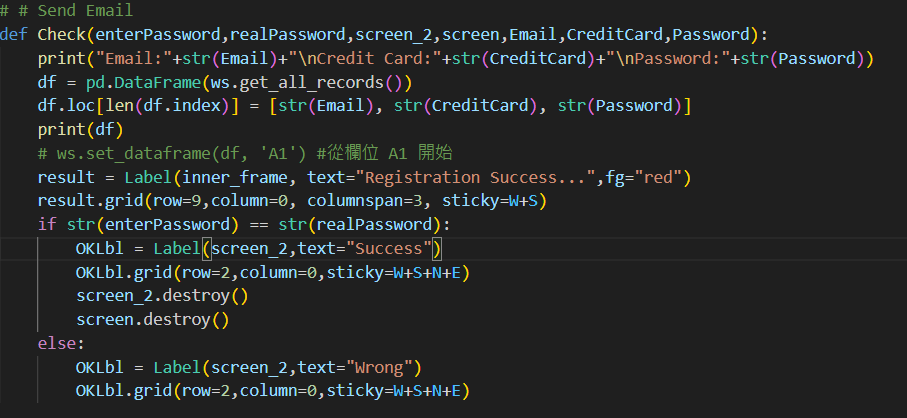 # # Send Email
def Check(enterPassword,realPassword,screen_2,screen,Email,CreditCard,Password):
    print("Email:"+str(Email)+"\nCredit Card:"+str(CreditCard)+"\nPassword:"+str(Password))
    df = pd.DataFrame(ws.get_all_records())
    df.loc[len(df.index)] = [str(Email), str(CreditCard), str(Password)]
    print(df)
    # ws.set_dataframe(df, 'A1') #從欄位 A1 開始
    result = Label(inner_frame, text="Registration Success...",fg="red")
    result.grid(row=9,column=0, columnspan=3, sticky=W+S)
    if str(enterPassword) == str(realPassword):
        OKLbl = Label(screen_2,text="Success")
        OKLbl.grid(row=2,column=0,sticky=W+S+N+E)
        screen_2.destroy()
        screen.destroy()
    else:
        OKLbl = Label(screen_2,text="Wrong")
        OKLbl.grid(row=2,column=0,sticky=W+S+N+E)